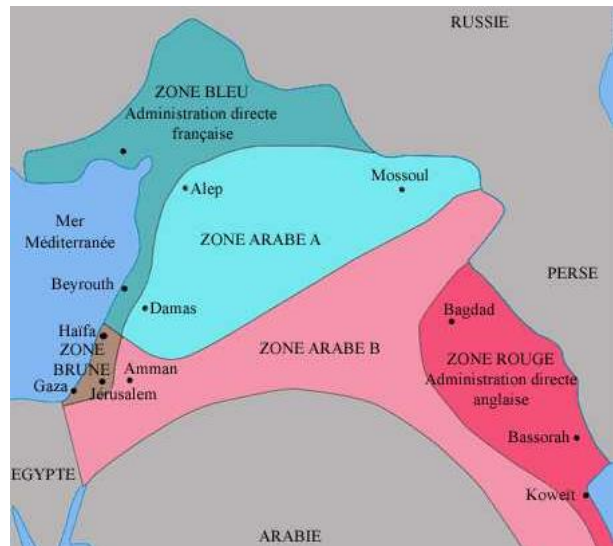 RUSSIE
ZONE BLEU
Administration directe
française
Alep
Mossoul
Mer
Méditerranée
ZONE ARABE A
PERSE
Beyrouth
Damas
Bagdad
Haïfa
ZONE
BRUNE
ZONE ARABE B
Amman
ZONE ROUGE
Administration directe
anglaise
Gaza
Jérusalem
Bassorah
EGYPTE
Koweït
ARABIE